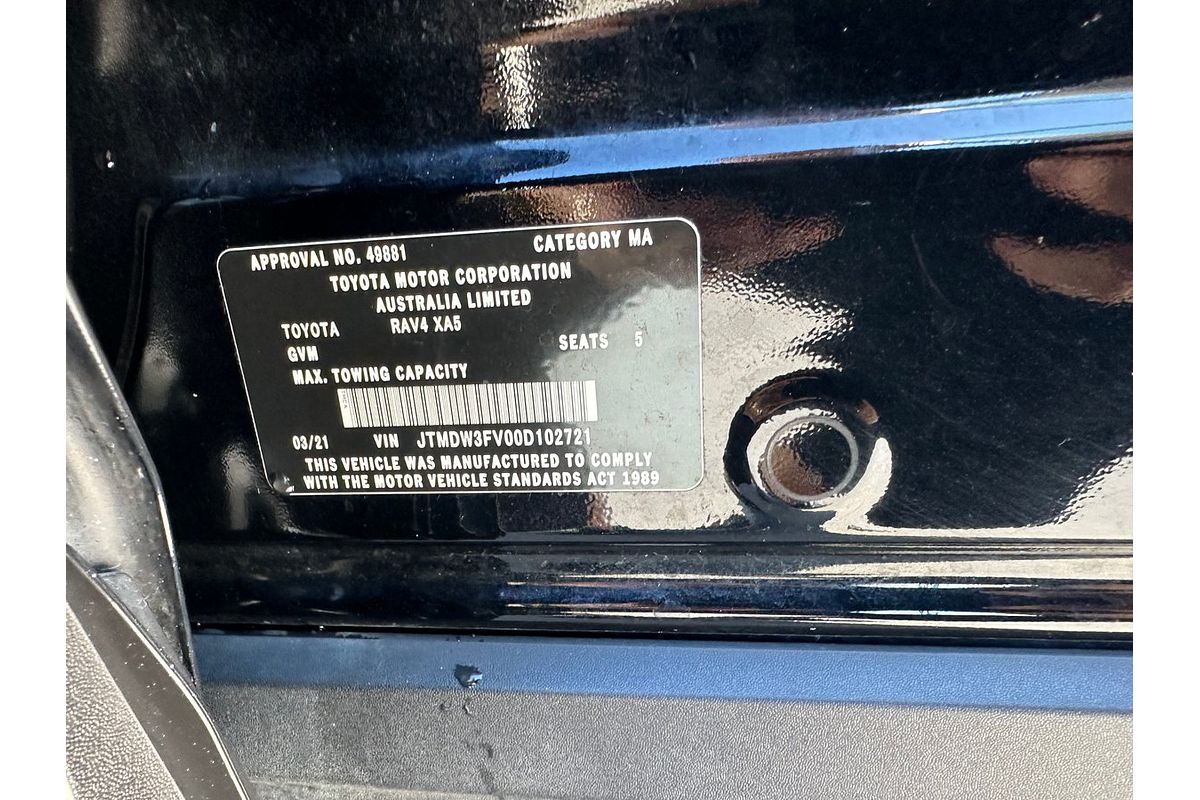 APPROVAL NO. 49881 CATEGORY MA
TOYOTA MOTOR CORPORATION
AUSTRALIA LIMITED
TOYOTA RAV4 XA5
GVM SEATS 5
MAX. TOWING CAPACITY
03/21 VIN JTMDW3FV00D102721
THIS VEHICLE WAS MANUFACTURED TO COMPLY
WITH THE MOTOR VEHICLE STANDARDS ACT 1989